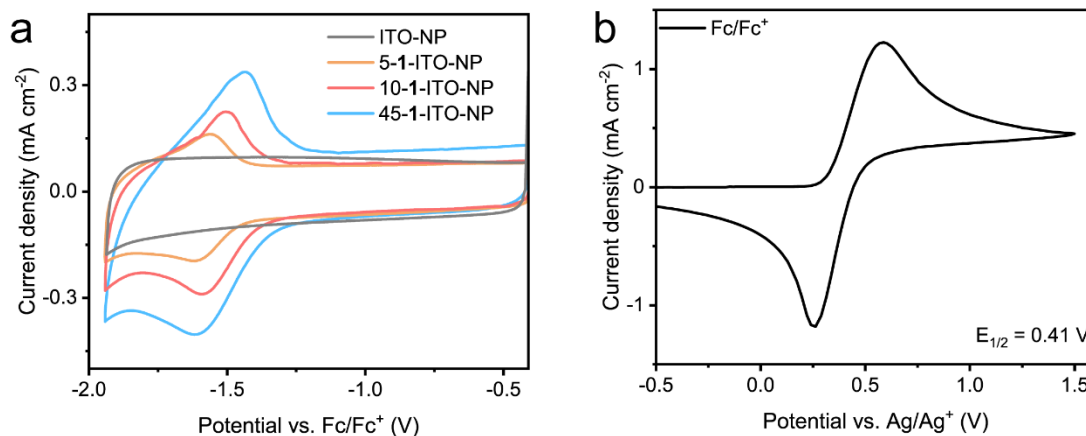 a
ITO-NP
5-1-ITO-NP
10-1-ITO-NP
45-1-ITO-NP
0.3
0.0
-0.3
Current density (mA cm⁻²)
-2.0 -1.5 -1.0 -0.5
Potential vs. Fc/Fc⁺ (V)
b
Fc/Fc⁺
1
0
-1
Current density (mA cm⁻²)
E₁/₂ = 0.41 V
-0.5 0.0 0.5 1.0 1.5
Potential vs. Ag/Ag⁺ (V)